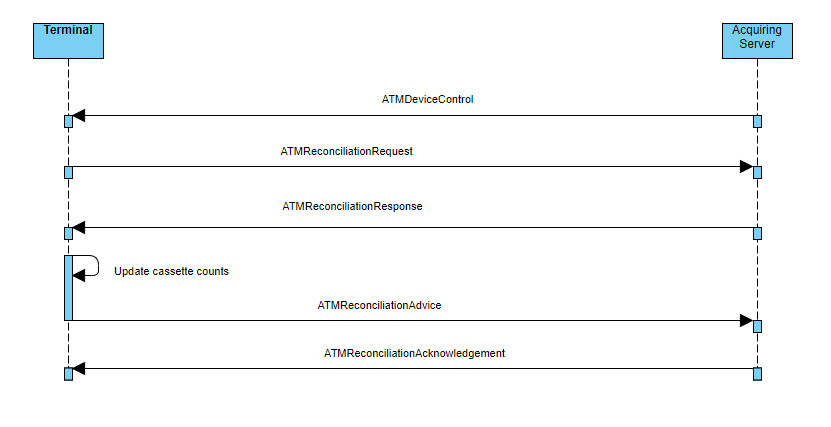 Terminal
Acquiring
Server
ATMDeviceControl
ATMReconciliationRequest
ATMReconciliationResponse
Update cassette counts
ATMReconciliationAdvice
ATMReconciliationAcknowledgement